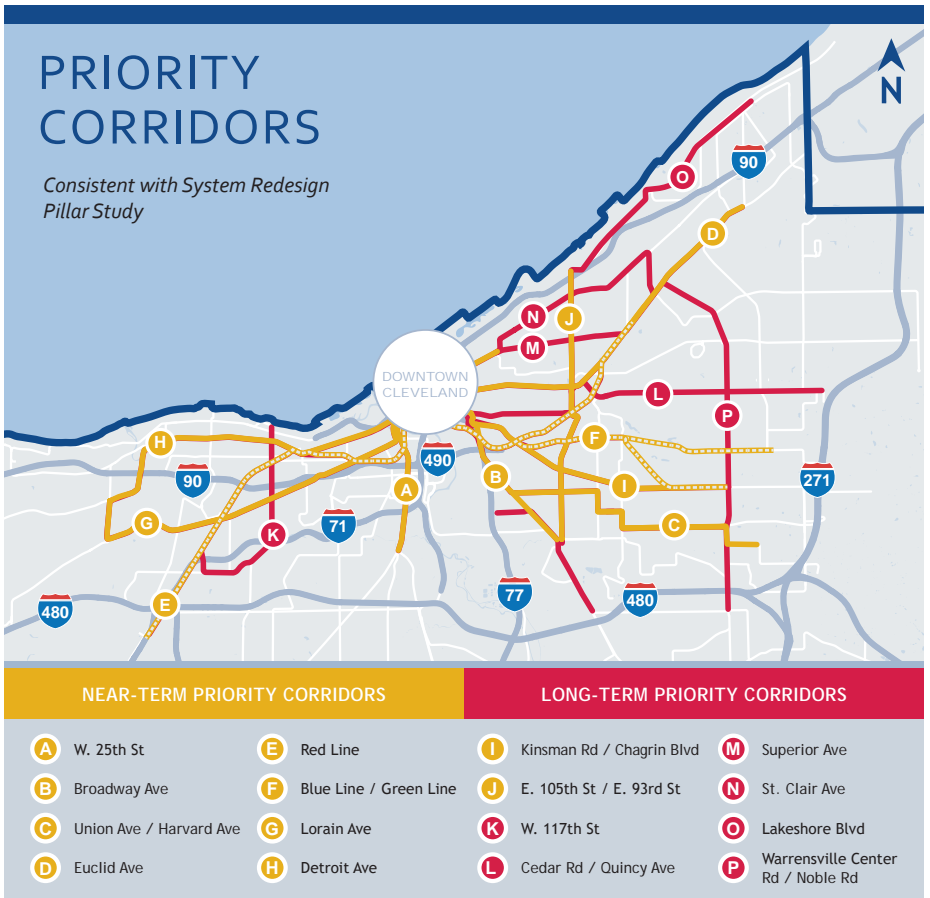 PRIORITY
CORRIDORS
Consistent with System Redesign
Pillar Study
N
90
O
D
N
J
M
DOWNTOWN
CLEVELAND
L
P
H
F
490
90
B
271
A
I
G
71
C
K
77
480
E
480
NEAR-TERM PRIORITY CORRIDORS
LONG-TERM PRIORITY CORRIDORS
A W. 25th St
B Broadway Ave
C Union Ave / Harvard Ave
D Euclid Ave
E Red Line
F Blue Line / Green Line
G Lorain Ave
H Detroit Ave
I Kinsman Rd / Chagrin Blvd
J E. 105th St / E. 93rd St
K W. 117th St
L Cedar Rd / Quincy Ave
M Superior Ave
N St. Clair Ave
O Lakeshore Blvd
P Warrensville Center
Rd / Noble Rd